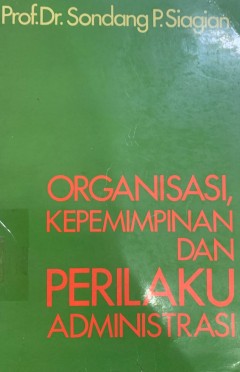 Prof.Dr. Sondang P. Siagian
ORGANISASI,
KEPEMIMPINAN
DAN
PERILAKU
ADMINISTRASI